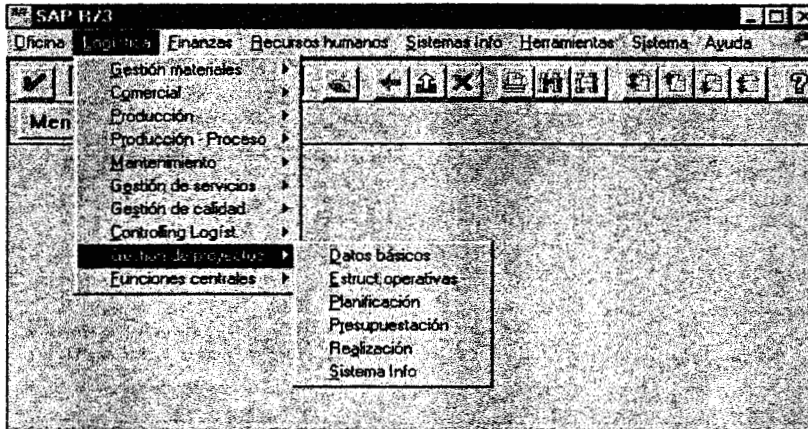 SAP R/3
Oficina Logística Finanzas Recursos humanos Sistemas info Herramientas Sistema Ayuda
Gestión materiales
Comercial
Producción
Producción - Proceso
Mantenimiento
Gestión de servicios
Gestión de calidad
Controlling Logíst.
Gestión de proyectos
Funciones centrales
Men
Datos básicos
Estruct.operativas
Planificación
Presupuestación
Realización
Sistema Info